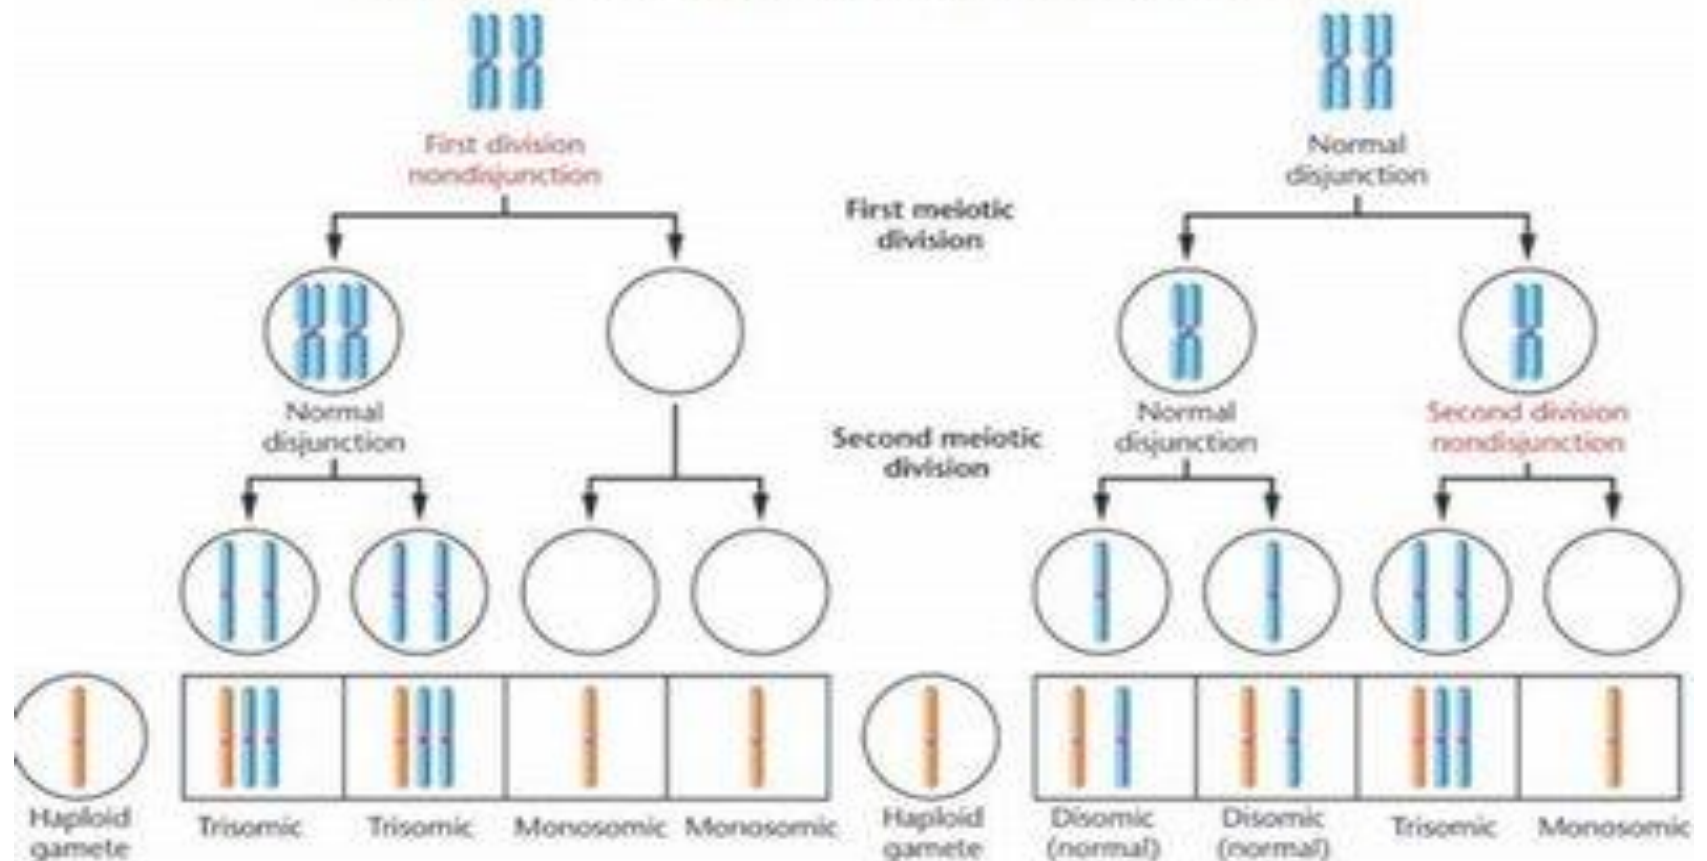 First division
nondisjunction
Normal
disjunction
First meiotic
division
Normal
disjunction
Second meiotic
division
Normal
disjunction
Second division
nondisjunction
Haploid
gamete
Trisomic
Trisomic
Monosomic
Monosomic
Haploid
gamete
Disomic
(normal)
Disomic
(normal)
Trisomic
Monosomic